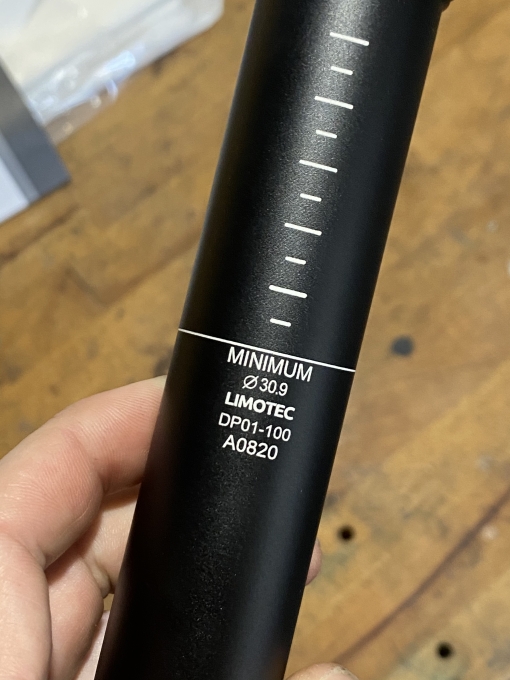 MINIMUM
Ø 30.9
LIMOTEC
DP01-100
A0820